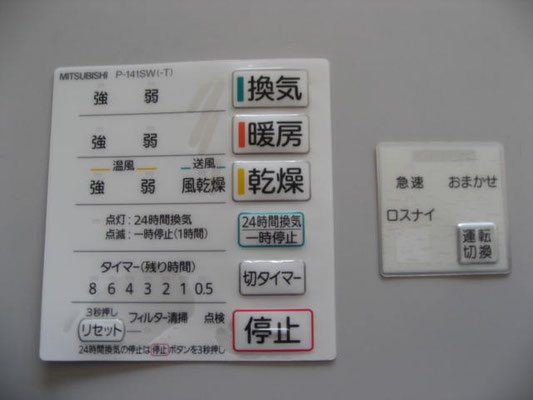 MITSUBISHI P-141SW(-T)
強 弱 換気
強 弱 暖房
温風 送風
強 弱 風乾燥 乾燥
点灯:24時間換気
点滅:一時停止(1時間)
24時間換気
一時停止
タイマー(残り時間)
8 6 4 3 2 1 0.5
切タイマー
3秒押し
リセット フィルター清掃 点検
停止
24時間換気の停止は停止ボタンを3秒押し
急速 おまかせ
ロスナイ
運転
切換